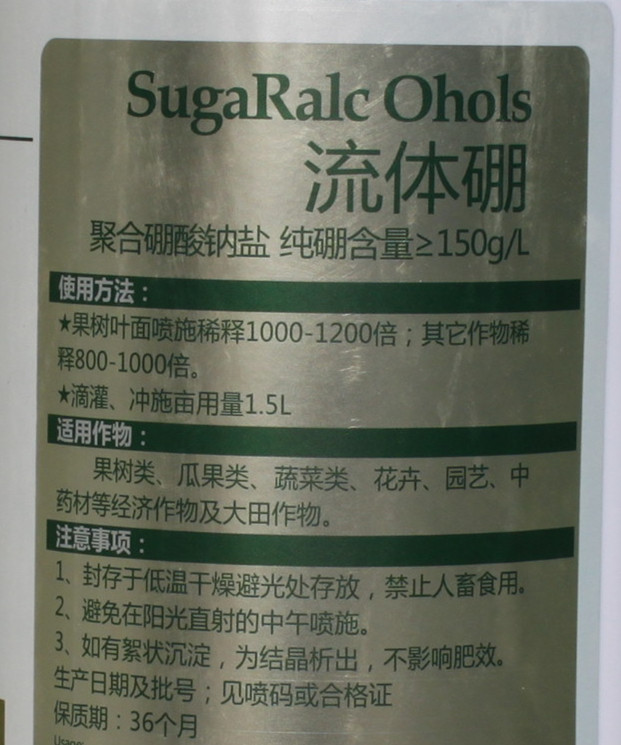 SugaRalc Ohols
流体硼
聚合硼酸钠盐 纯硼含量≥150g/L
使用方法：
★果树叶面喷施稀释1000-1200倍；其它作物稀
释800-1000倍。
★滴灌、冲施亩用量1.5L
适用作物：
果树类、瓜果类、蔬菜类、花卉、园艺、中
药材等经济作物及大田作物。
注意事项：
1、封存于低温干燥避光处存放，禁止人畜食用。
2、避免在阳光直射的中午喷施。
3、如有絮状沉淀，为结晶析出，不影响肥效。
生产日期及批号；见喷码或合格证
保质期：36个月